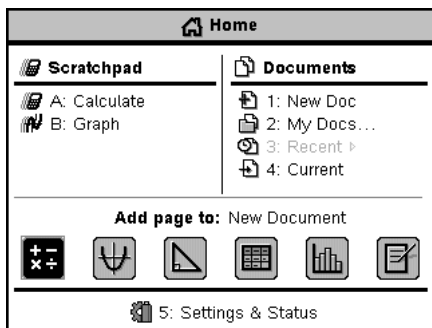 Home
Scratchpad
A: Calculate
B: Graph
Documents
1: New Doc
2: My Docs...
3: Recent ▹
4: Current
Add page to: New Document
5: Settings & Status